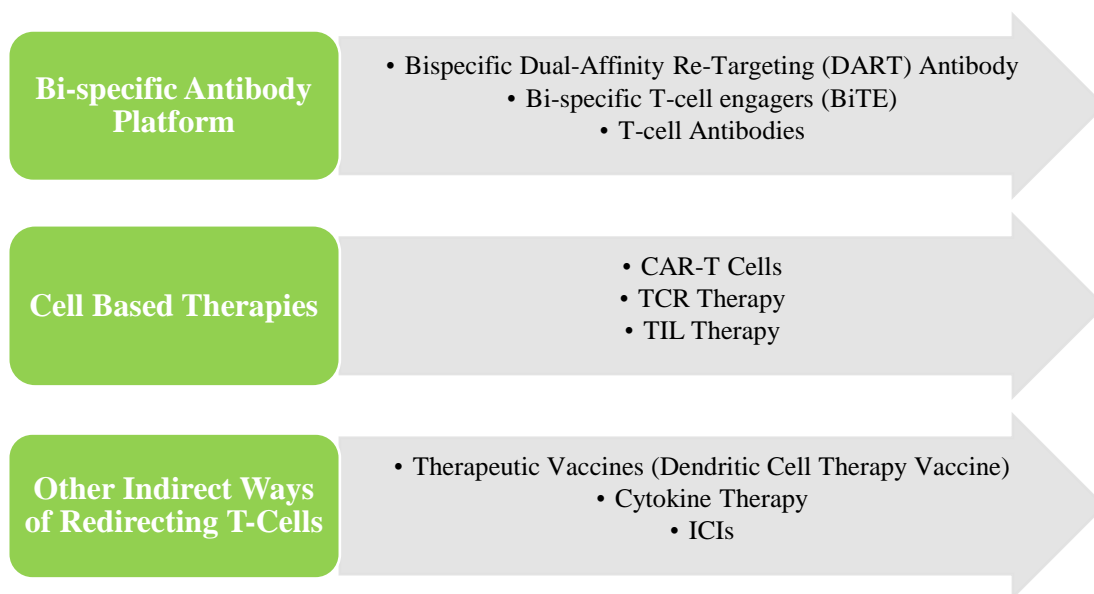 Bi-specific Antibody
Platform
• Bispecific Dual-Affinity Re-Targeting (DART) Antibody
• Bi-specific T-cell engagers (BiTE)
• T-cell Antibodies
Cell Based Therapies
• CAR-T Cells
• TCR Therapy
• TIL Therapy
Other Indirect Ways
of Redirecting T-Cells
• Therapeutic Vaccines (Dendritic Cell Therapy Vaccine)
• Cytokine Therapy
• ICIs